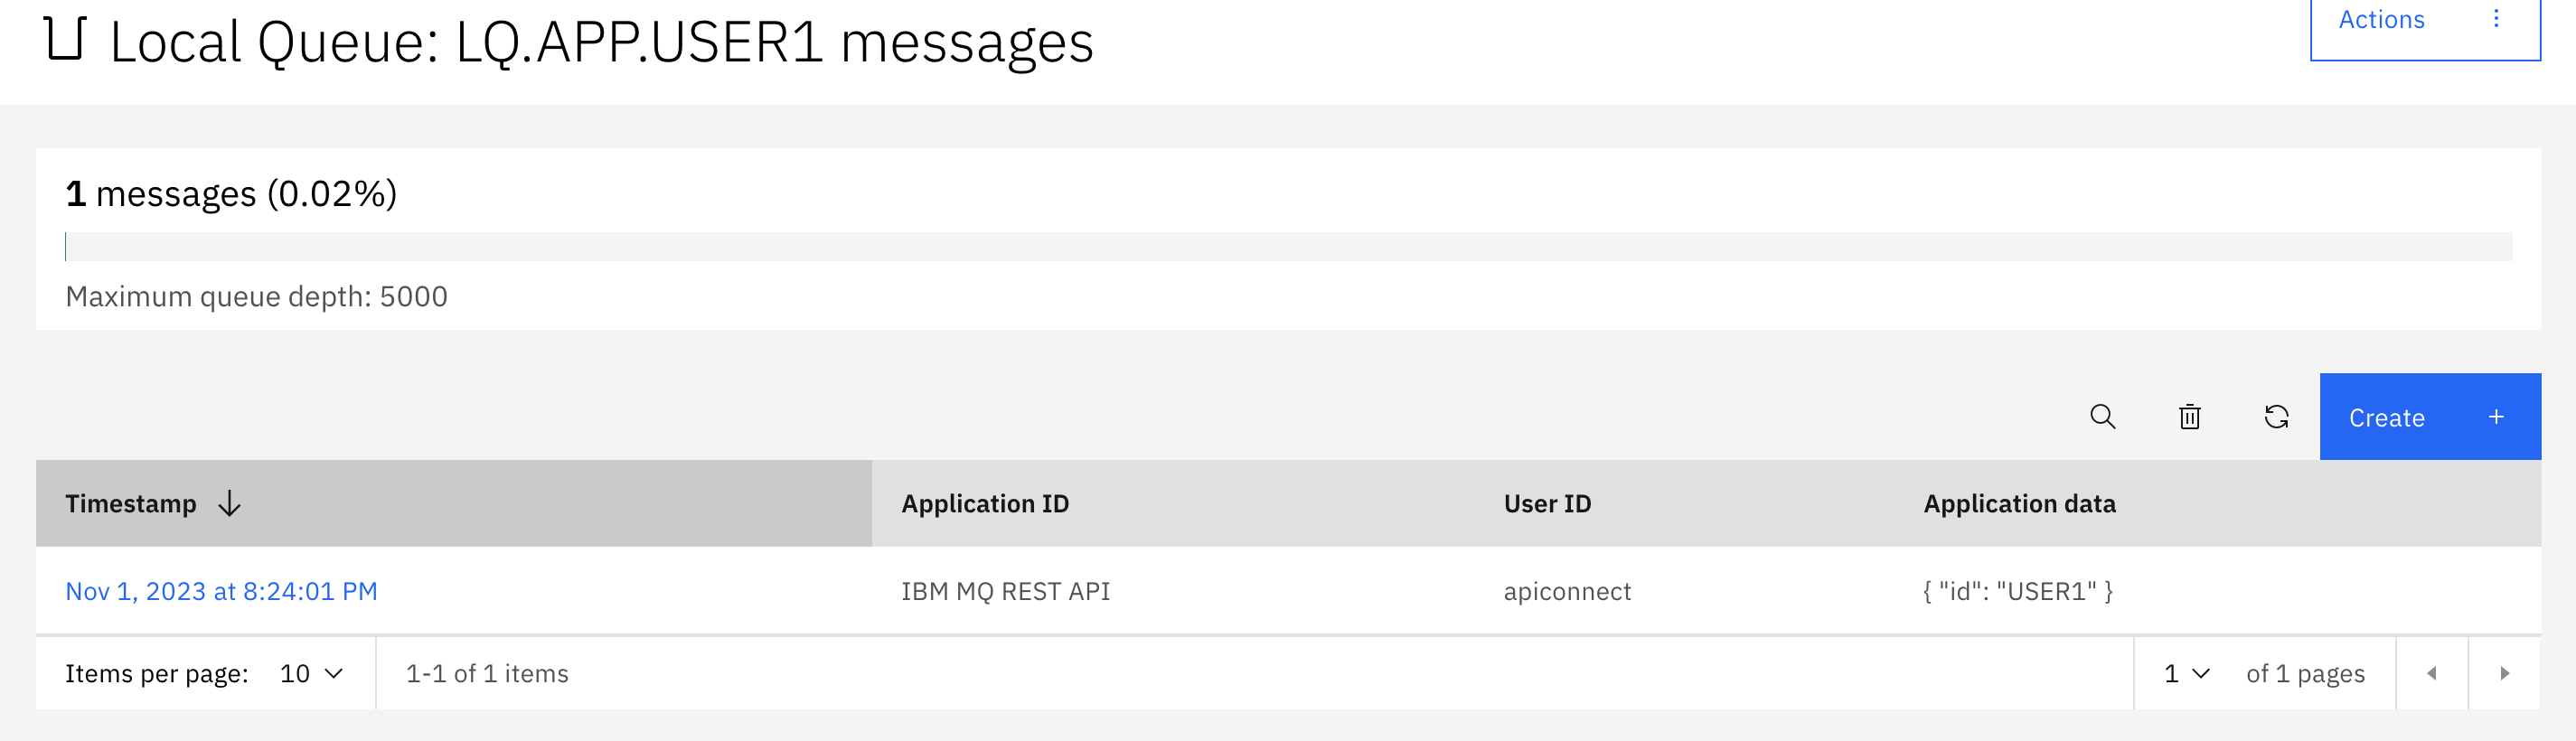 Local Queue: LQ.APP.USER1 messages
Actions
1 messages (0.02%)
Maximum queue depth: 5000
Create +
Timestamp Application ID User ID Application data
Nov 1, 2023 at 8:24:01 PM IBM MQ REST API apiconnect { "id": "USER1" }
Items per page: 10 1-1 of 1 items 1 of 1 pages